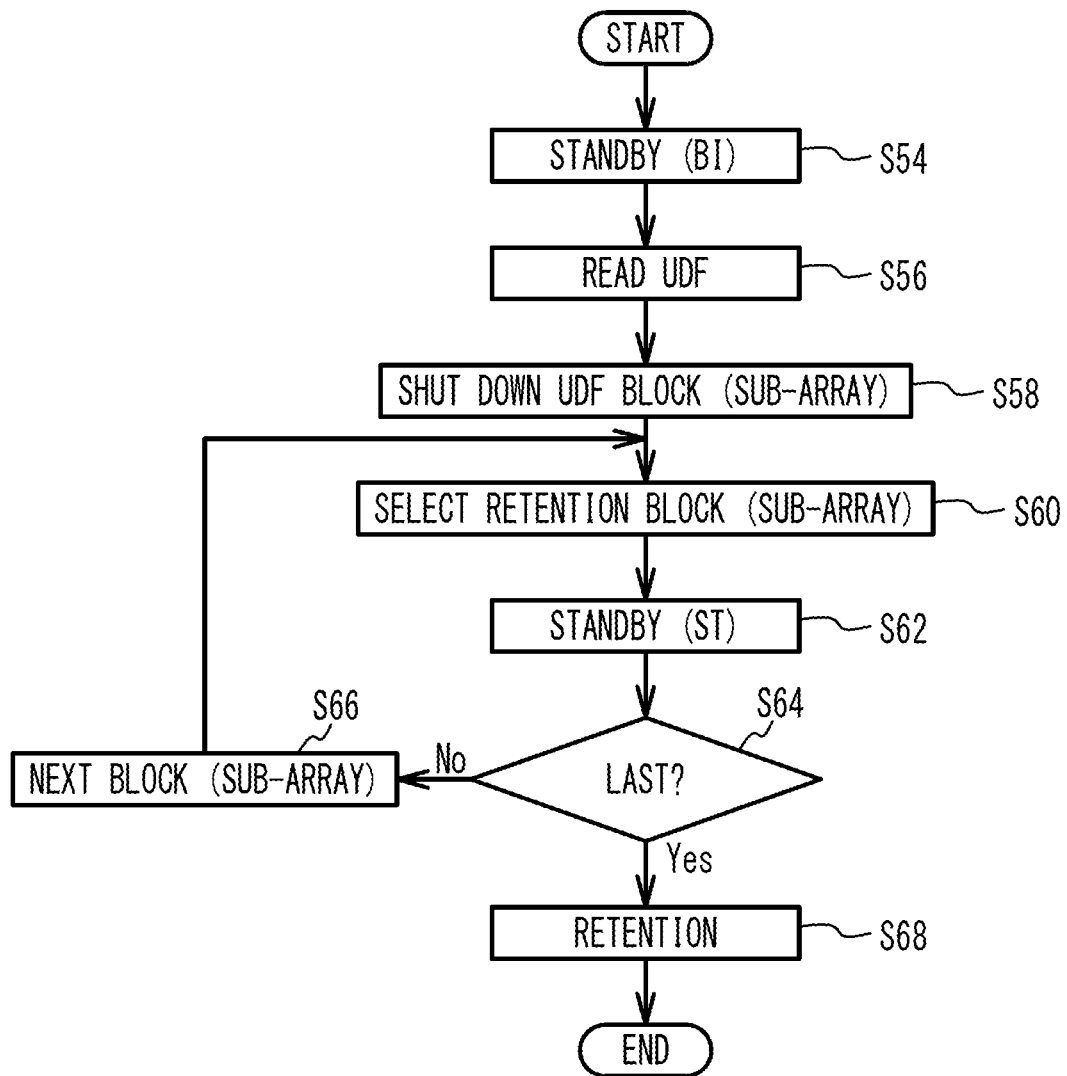 START
STANDBY (BI)
S54
READ UDF
S56
SHUT DOWN UDF BLOCK (SUB-ARRAY)
S58
SELECT RETENTION BLOCK (SUB-ARRAY)
S60
STANDBY (ST)
S62
S64
LAST?
No
S66
NEXT BLOCK (SUB-ARRAY)
Yes
RETENTION
S68
END